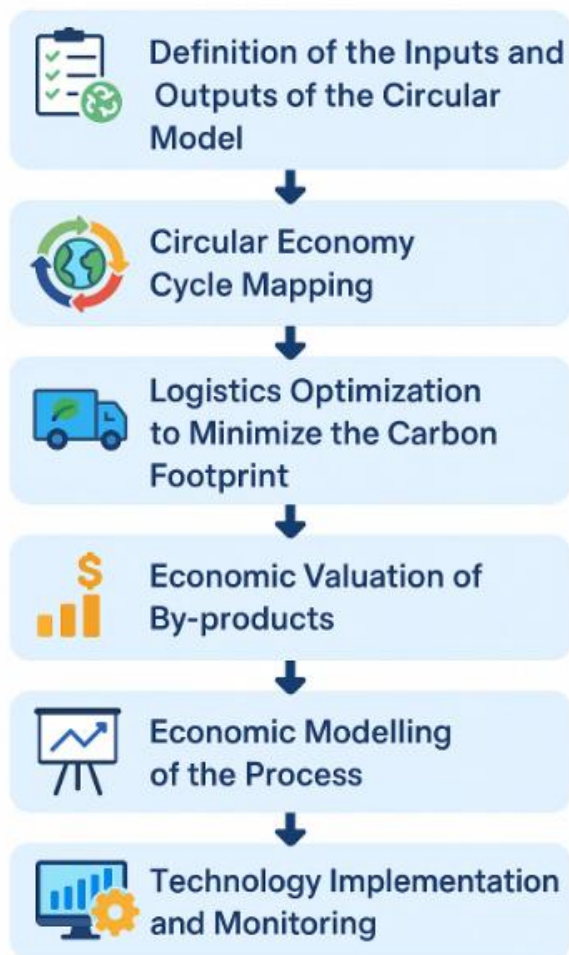 Definition of the Inputs and
Outputs of the Circular
Model
Circular Economy
Cycle Mapping
Logistics Optimization
to Minimize the Carbon
Footprint
$
Economic Valuation of
By-products
Economic Modelling
of the Process
Technology Implementation
and Monitoring